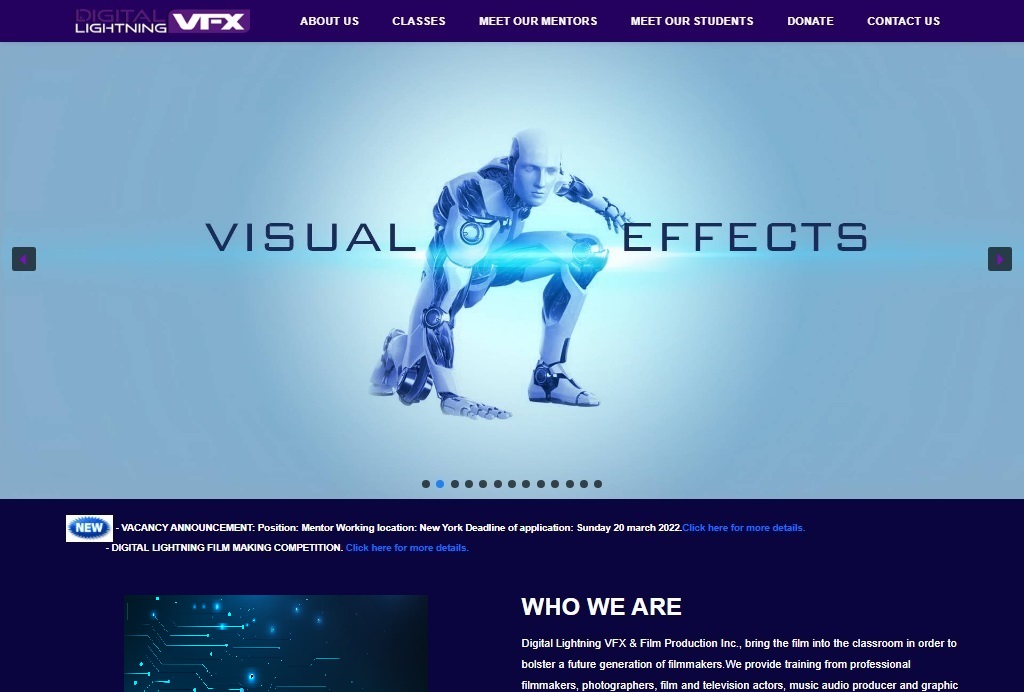 DIGITAL
LIGHTNING VFX
ABOUT US CLASSES MEET OUR MENTORS MEET OUR STUDENTS DONATE CONTACT US
VISUAL EFFECTS
NEW - VACANCY ANNOUNCEMENT: Position: Mentor Working location: New York Deadline of application: Sunday 20 march 2022.Click here for more details.
- DIGITAL LIGHTNING FILM MAKING COMPETITION. Click here for more details.
WHO WE ARE
Digital Lightning VFX & Film Production Inc., bring the film into the classroom in order to
bolster a future generation of filmmakers.We provide training from professional
filmmakers, photographers, film and television actors, music audio producer and graphic